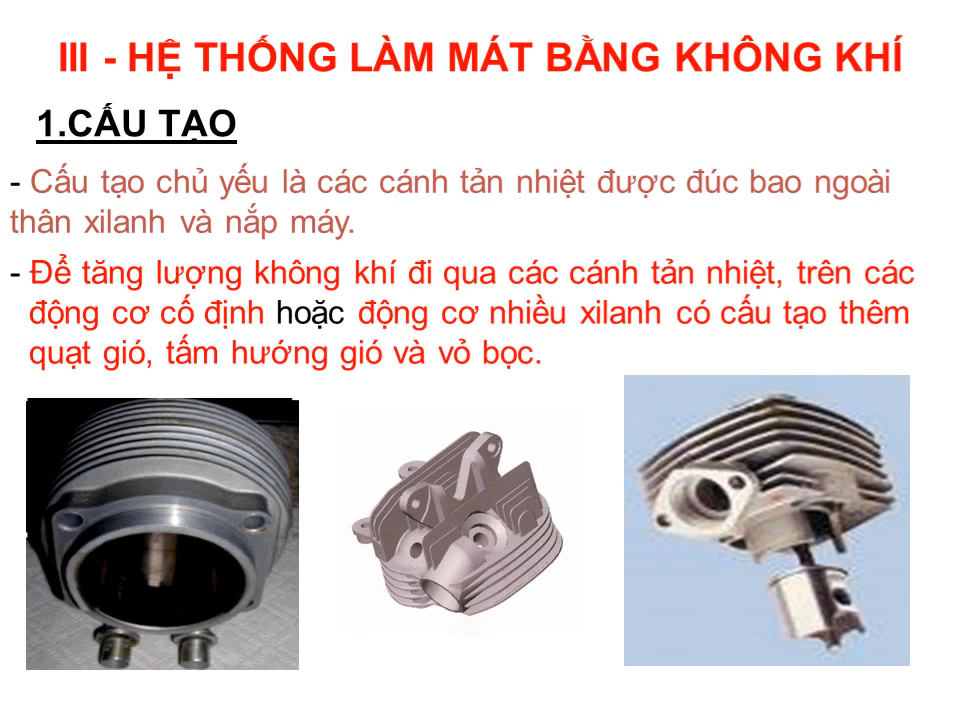 III - HỆ THỐNG LÀM MÁT BẰNG KHÔNG KHÍ
1.CẤU TẠO
- Cấu tạo chủ yếu là các cánh tản nhiệt được đúc bao ngoài
thân xilanh và nắp máy.
- Để tăng lượng không khí đi qua các cánh tản nhiệt, trên các
động cơ cố định hoặc động cơ nhiều xilanh có cấu tạo thêm
quạt gió, tấm hướng gió và vỏ bọc.